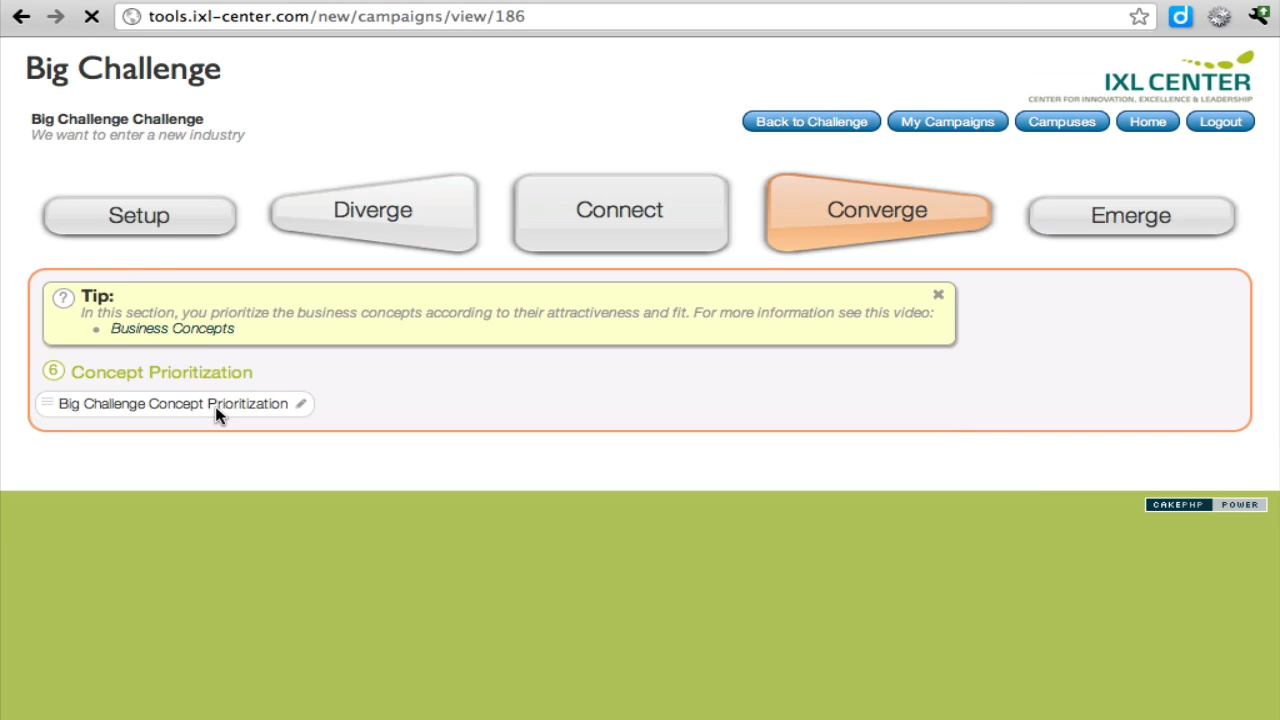 tools.ixl-center.com/new/campaigns/view/186
d
Big Challenge
IXL CENTER
CENTER FOR INNOVATION, EXCELLENCE & LEADERSHIP
Big Challenge Challenge
We want to enter a new industry
Back to Challenge
My Campaigns
Campuses
Home
Logout
Setup
Diverge
Connect
Converge
Emerge
? Tip:
In this section, you prioritize the business concepts according to their attractiveness and fit. For more information see this video:
Business Concepts
6 Concept Prioritization
Big Challenge Concept Prioritization
CAKEPHP POWER